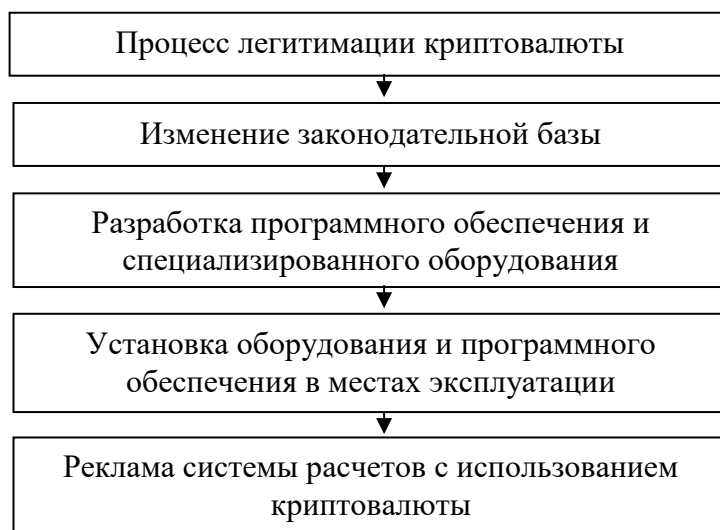 Процесс легитимации криптовалюты
Изменение законодательной базы
Разработка программного обеспечения и
специализированного оборудования
Установка оборудования и программного
обеспечения в местах эксплуатации
Реклама системы расчетов с использованием
криптовалюты